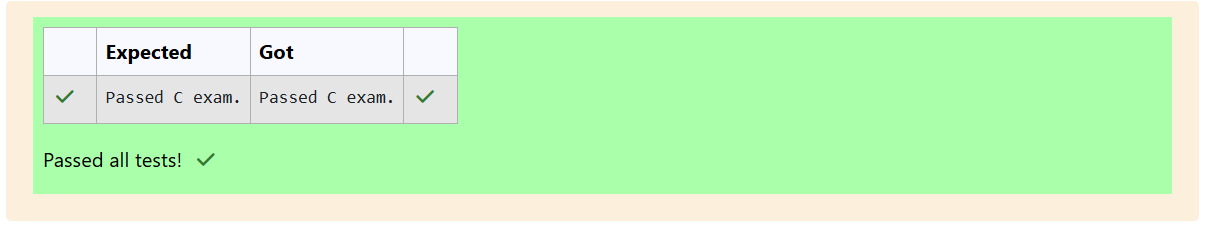 Expected Got
Passed C exam. Passed C exam.
Passed all tests!